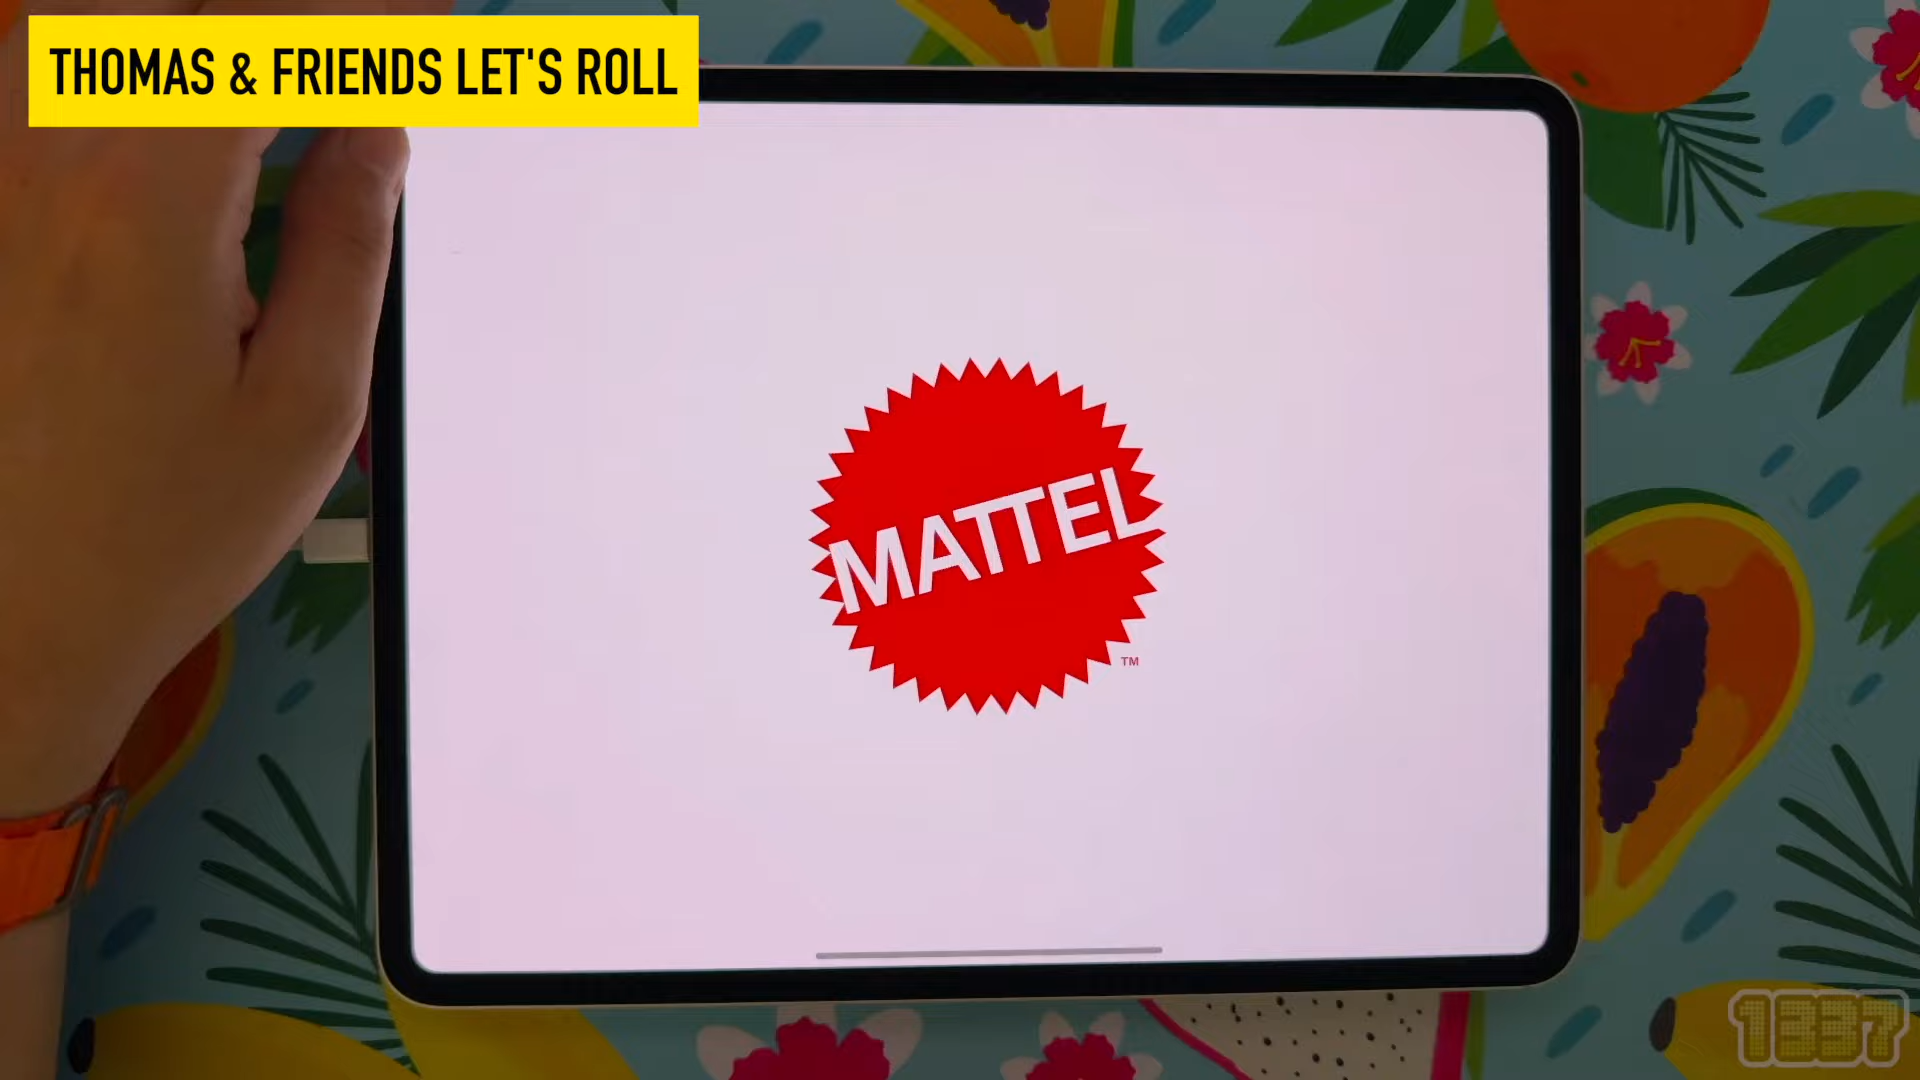 THOMAS & FRIENDS LET'S ROLL
MATTEL
TM
1337